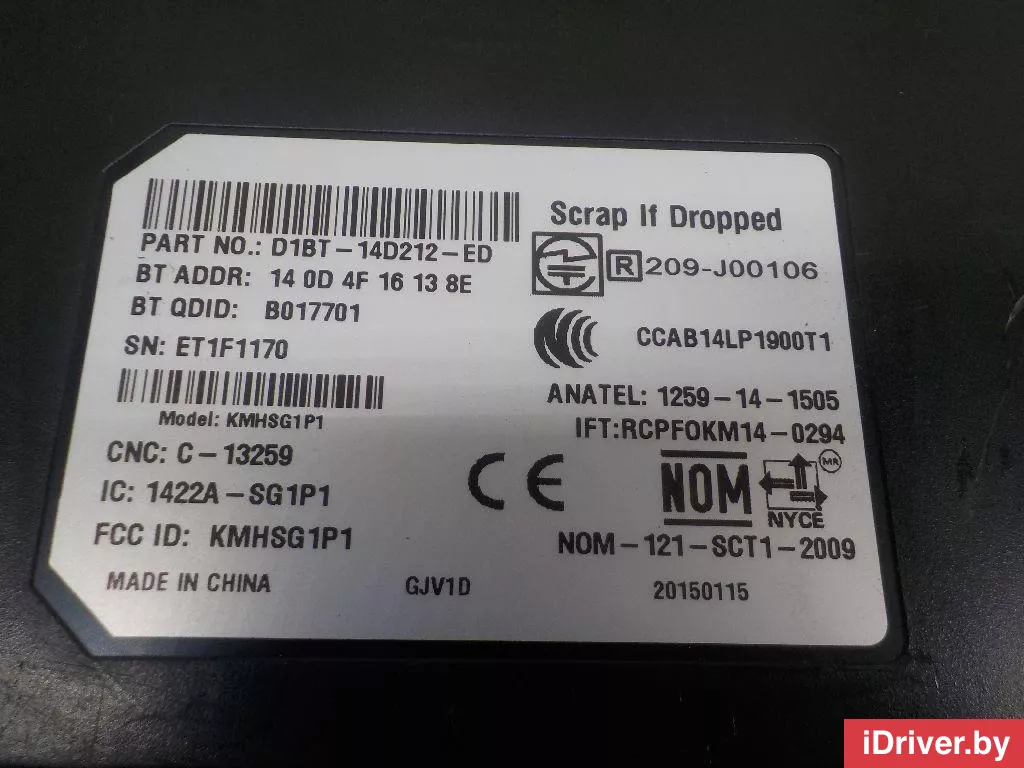 PART NO.: D1BT-14D212-ED
BT ADDR: 14 0D 4F 16 13 8E
BT QDID: B017701
SN: ET1F1170
Model: KMHSG1P1
CNC: C-13259
IC: 1422A-SG1P1
FCC ID: KMHSG1P1
MADE IN CHINA
GJV1D
Scrap If Dropped
R 209-J00106
CCAB14LP1900T1
ANATEL: 1259-14-1505
IFT:RCPFOKM14-0294
CE
NOM
MR
NYCE
NOM-121-SCT1-2009
20150115
iDriver.by